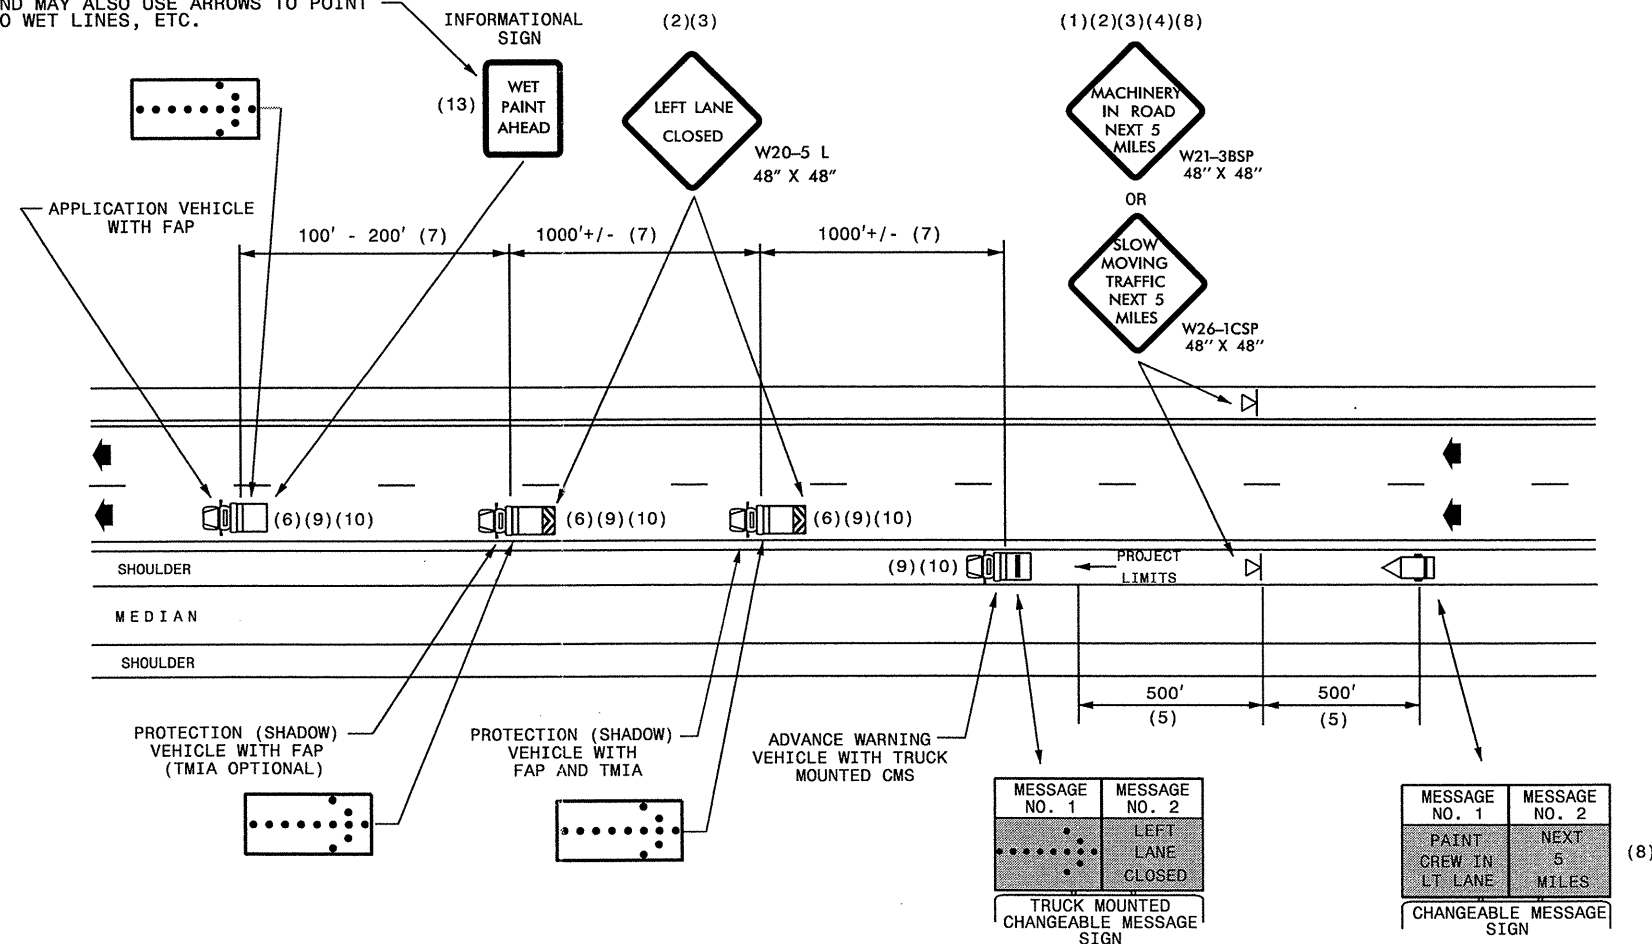 ND MAY ALSO USE ARROWS TO POINT
O WET LINES, ETC.
INFORMATIONAL
SIGN
(2)(3)
(1)(2)(3)(4)(8)
(13)
WET
PAINT
AHEAD
LEFT LANE
CLOSED
W20-5 L
48" X 48"
MACHINERY
IN ROAD
NEXT 5
MILES
W21-3BSP
48" X 48"
OR
SLOW
MOVING
TRAFFIC
NEXT 5
MILES
W26-1CSP
48" X 48"
APPLICATION VEHICLE
WITH FAP
100' - 200' (7)
1000'+/- (7)
1000'+/- (7)
(6)(9)(10)
(6)(9)(10)
(6)(9)(10)
SHOULDER
(9)(10)
PROJECT
LIMITS
MEDIAN
SHOULDER
500'
(5)
500'
(5)
PROTECTION (SHADOW)
VEHICLE WITH FAP
(TMIA OPTIONAL)
PROTECTION (SHADOW)
VEHICLE WITH
FAP AND TMIA
ADVANCE WARNING
VEHICLE WITH TRUCK
MOUNTED CMS
MESSAGE
NO. 1
MESSAGE
NO. 2
LEFT
LANE
CLOSED
TRUCK MOUNTED
CHANGEABLE MESSAGE
SIGN
MESSAGE
NO. 1
MESSAGE
NO. 2
PAINT
CREW IN
LT LANE
NEXT
5
MILES
(8)
CHANGEABLE MESSAGE
SIGN